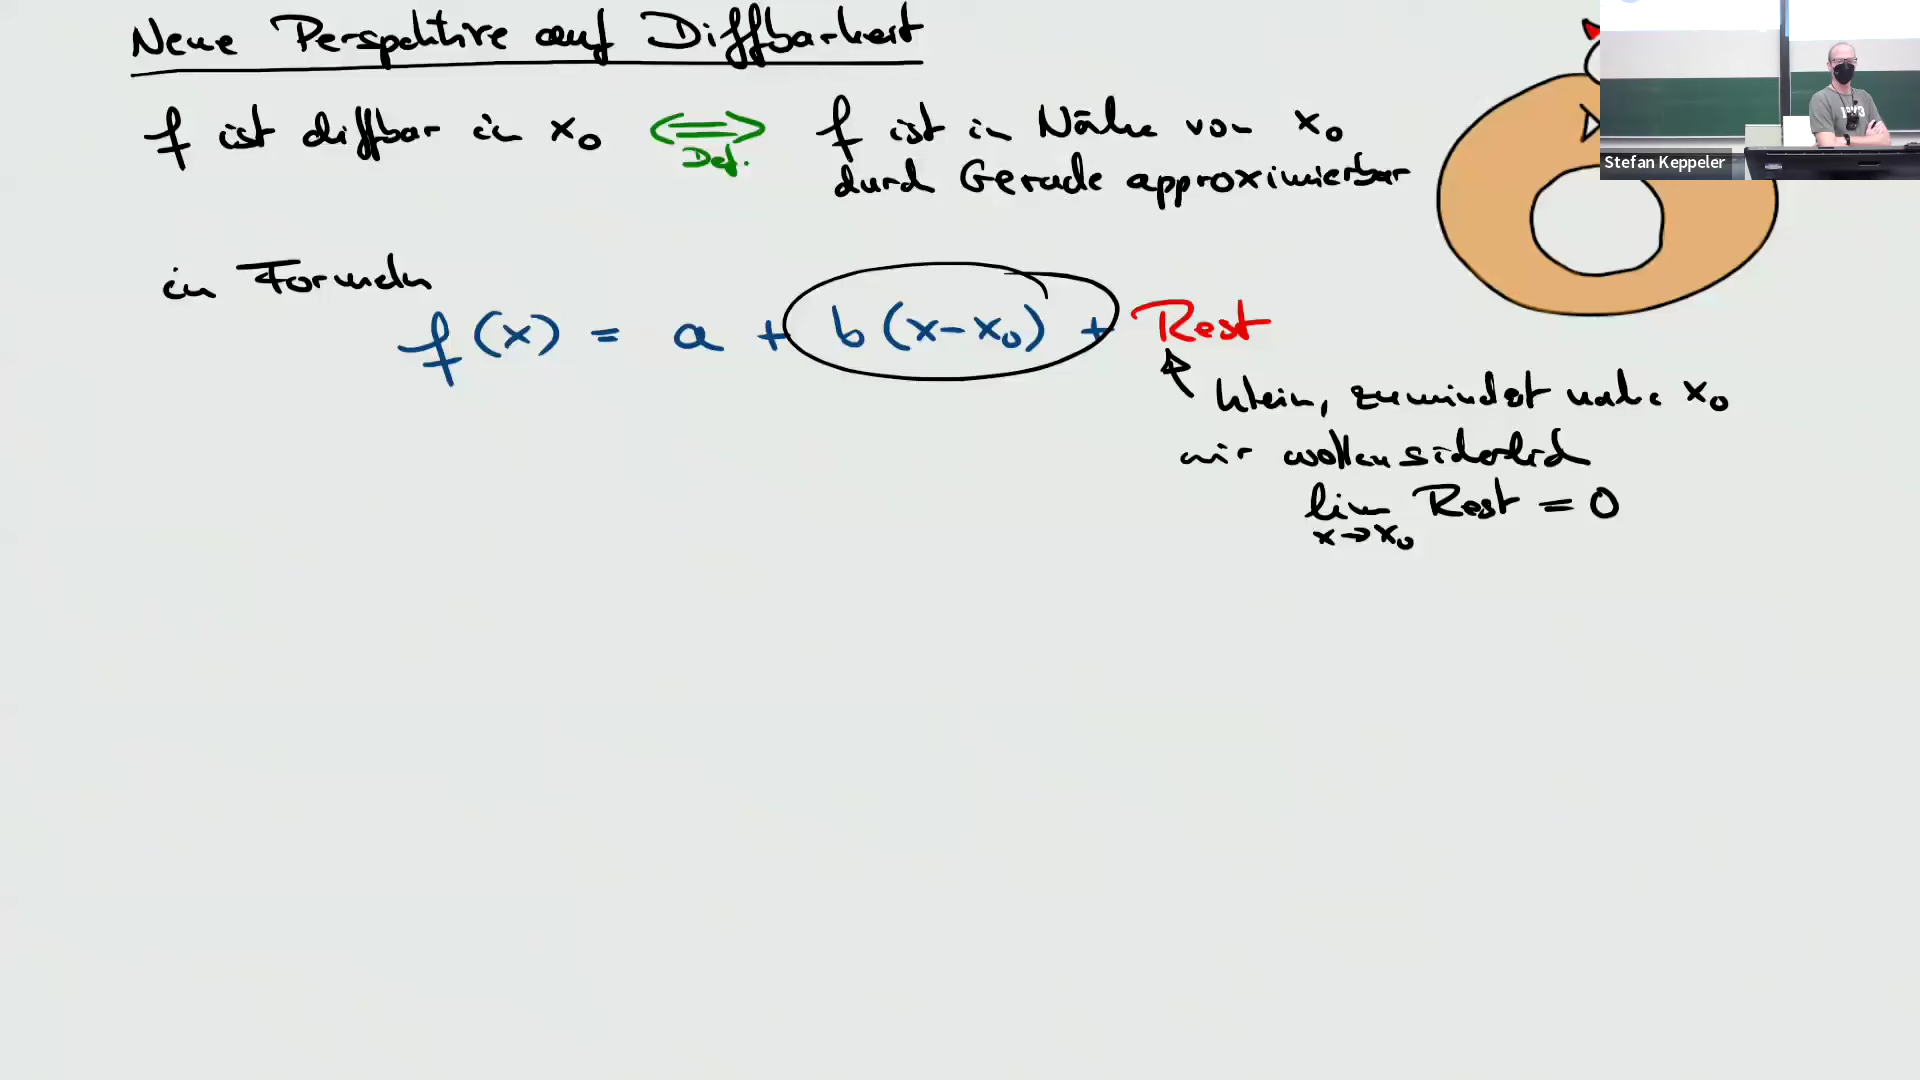 Neue Perspektive auf Diffbarkeit
f ist diffbar in x₀ ⟺ f ist in Nähe von x₀
Def.
durch Gerade approximierbar
in Formeln
f(x) = a + b(x-x₀) + Rest
klein, zumindest nahe x₀
wir wollen sicherlich
lim Rest = 0
x→x₀
Stefan Keppeler